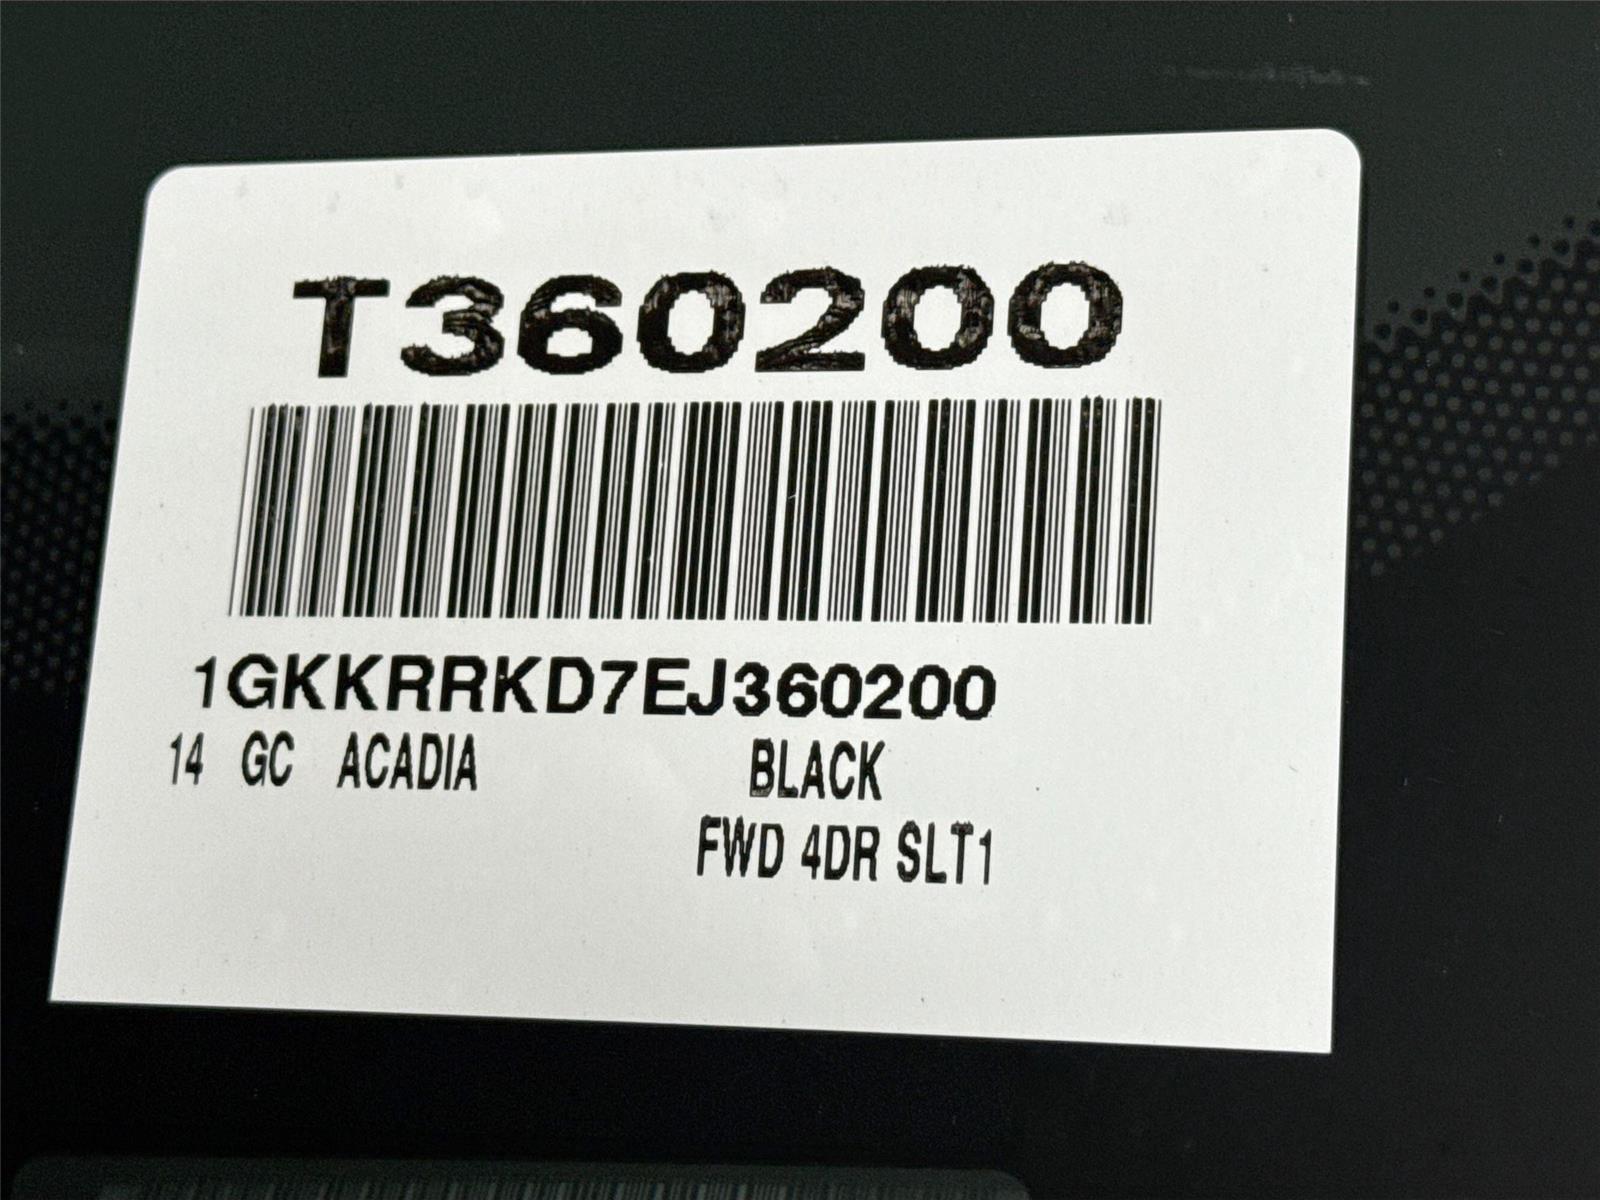 T360200
1GKKRRKD7EJ360200
14 GC ACADIA BLACK
FWD 4DR SLT1